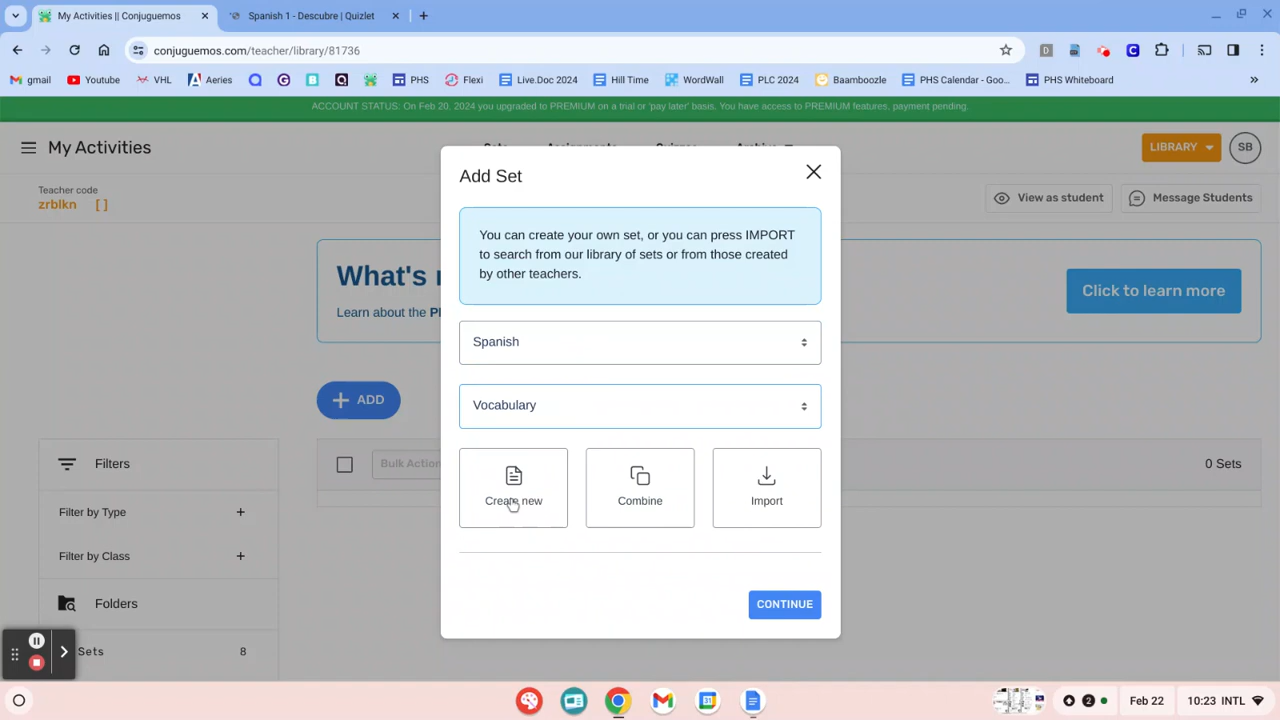 My Activities || Conjuguemos
Spanish 1 - Descubre | Quizlet
conjuguemos.com/teacher/library/81736
gmail
Youtube
VHL
Aeries
PHS
Flexi
Live.Doc 2024
Hill Time
WordWall
PLC 2024
Baamboozle
PHS Calendar - Goo...
PHS Whiteboard
ACCOUNT STATUS: On Feb 20, 2024 you upgraded to PREMIUM on a trial or 'pay later' basis. You have access to PREMIUM features, payment pending.
My Activities
LIBRARY
SB
Teacher code
zrblkn [ ]
View as student
Message Students
Add Set
You can create your own set, or you can press IMPORT
to search from our library of sets or from those created
by other teachers.
What's
Click to learn more
Learn about the
Spanish
ADD
Vocabulary
Filters
Bulk Action
0 Sets
Create new
Combine
Import
Filter by Type +
Filter by Class +
Folders
CONTINUE
Sets
8
Feb 22
10:23 INTL